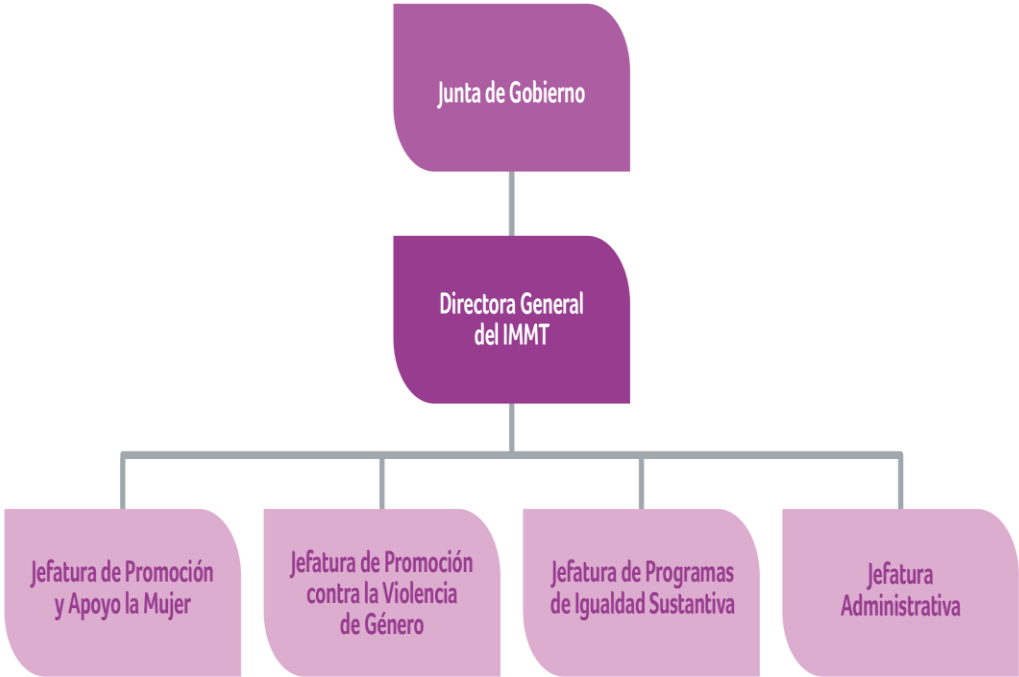 Junta de Gobierno
Directora General
del IMMT
Jefatura de Promoción
y Apoyo la Mujer
Jefatura de Promoción
contra la Violencia
de Género
Jefatura de Programas
de Igualdad Sustantiva
Jefatura
Administrativa